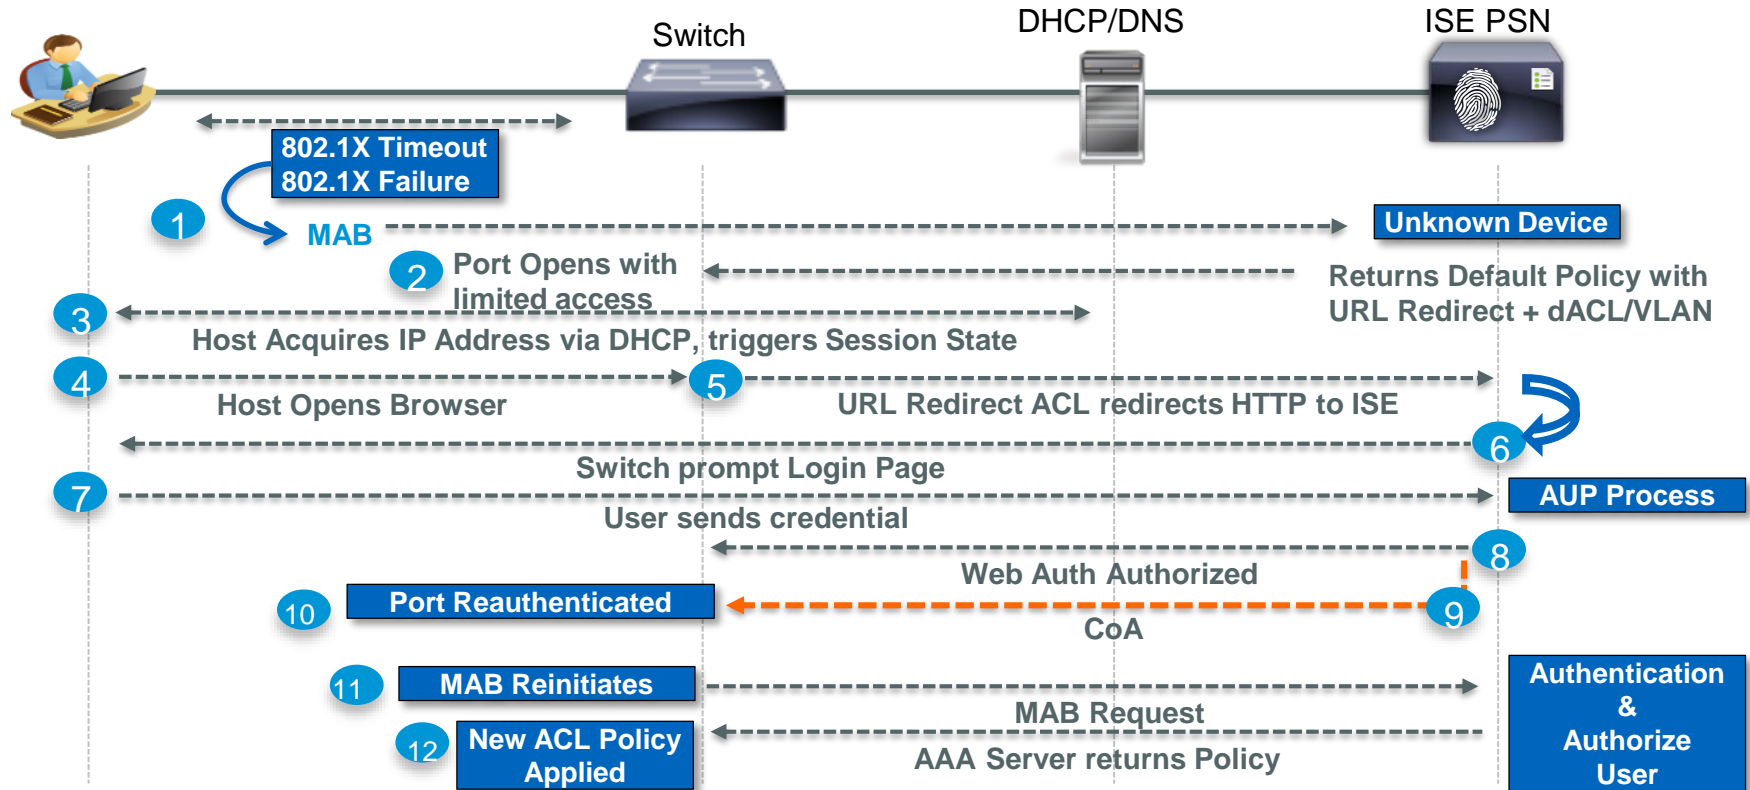 Switch
DHCP/DNS
ISE PSN
802.1X Timeout
802.1X Failure
1
MAB
Unknown Device
2
Port Opens with
limited access
Returns Default Policy with
URL Redirect + dACL/VLAN
3
Host Acquires IP Address via DHCP, triggers Session State
4
Host Opens Browser
5
URL Redirect ACL redirects HTTP to ISE
6
Switch prompt Login Page
7
User sends credential
AUP Process
8
Web Auth Authorized
9
CoA
10
Port Reauthenticated
11
MAB Reinitiates
MAB Request
Authentication
&
Authorize
User
12
New ACL Policy
Applied
AAA Server returns Policy